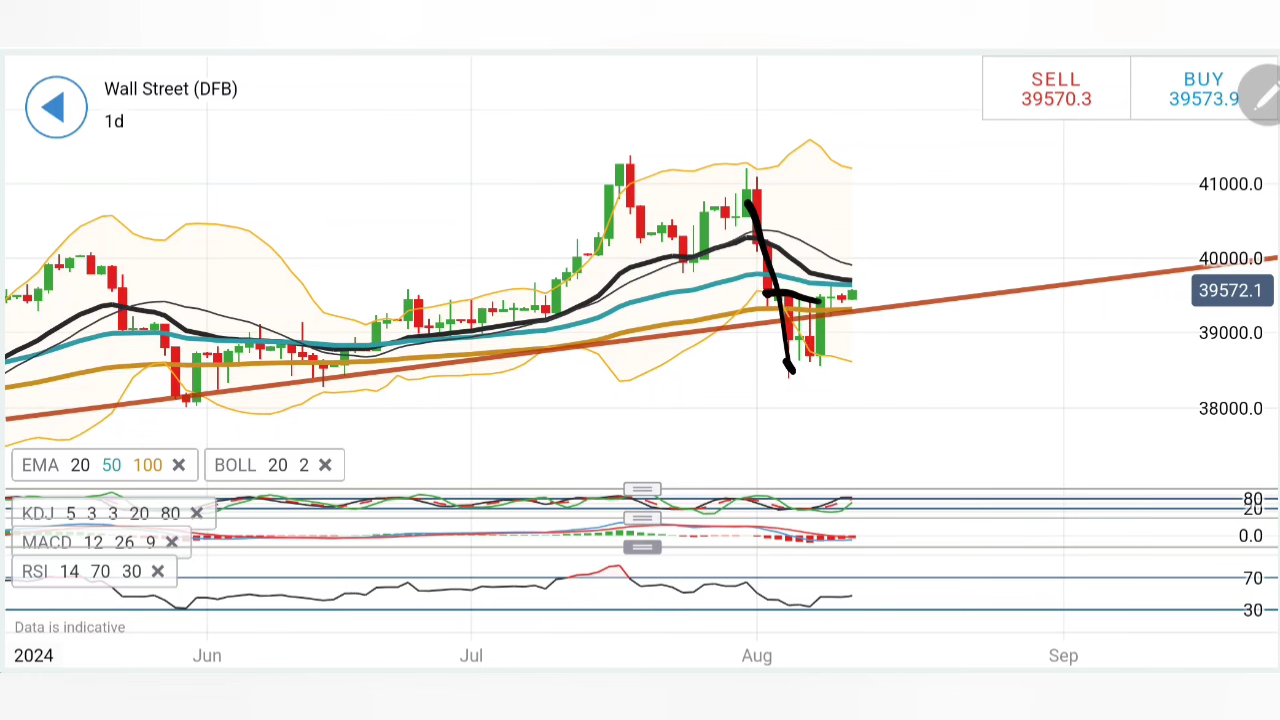 Wall Street (DFB)
1d
SELL
39570.3
BUY
39573.9
41000.0
40000.0
39572.1
39000.0
38000.0
EMA 20 50 100
BOLL 20 2
KDJ 5 3 3 20 80
80
20
MACD 12 26 9
0.0
RSI 14 70 30
70
30
Data is indicative
2024 Jun Jul Aug Sep